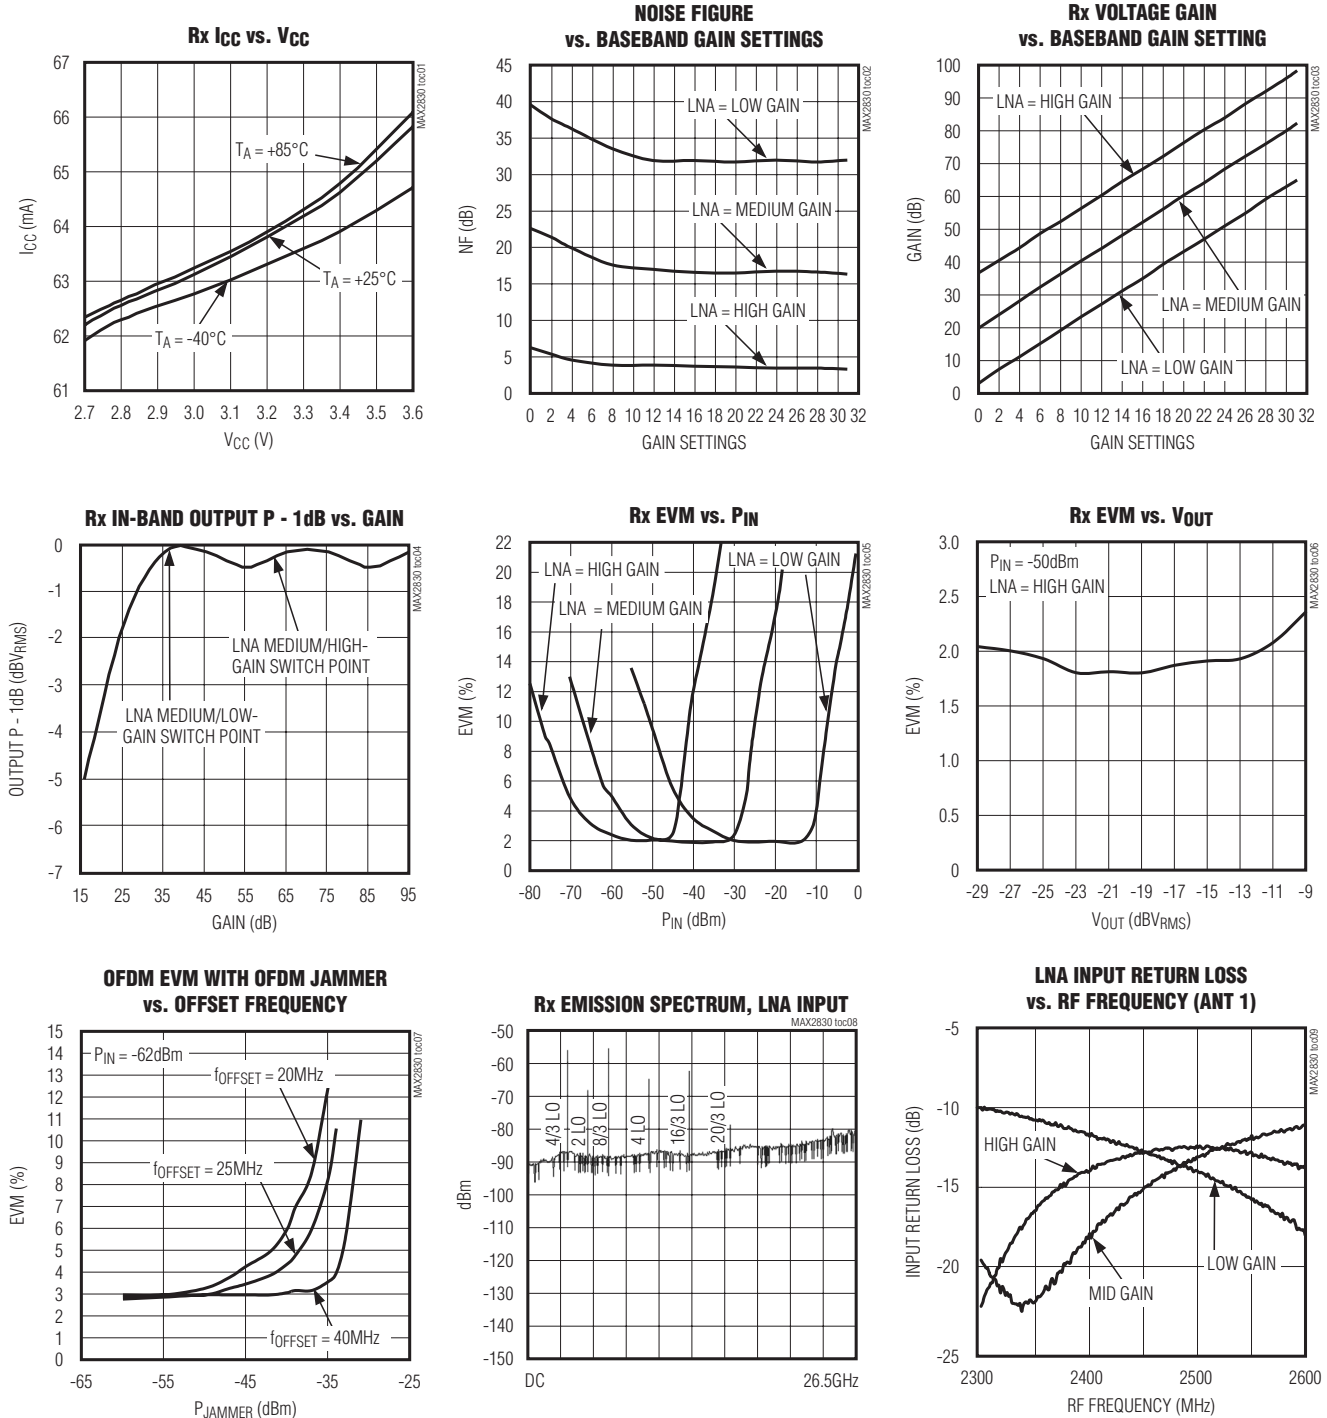 Rx ICC vs. VCC
67
66
65
64
63
62
61
ICC (mA)
TA = +85°C
TA = +25°C
TA = -40°C
2.7 2.8 2.9 3.0 3.1 3.2 3.3 3.4 3.5 3.6
VCC (V)
MAX2830 toc01
NOISE FIGURE
vs. BASEBAND GAIN SETTINGS
45
40
35
30
25
20
15
10
5
0
NF (dB)
LNA = LOW GAIN
LNA = MEDIUM GAIN
LNA = HIGH GAIN
0 2 4 6 8 10 12 14 16 18 20 22 24 26 28 30 32
GAIN SETTINGS
MAX2830 toc02
Rx VOLTAGE GAIN
vs. BASEBAND GAIN SETTING
100
90
80
70
60
50
40
30
20
10
0
GAIN (dB)
LNA = HIGH GAIN
LNA = MEDIUM GAIN
LNA = LOW GAIN
0 2 4 6 8 10 12 14 16 18 20 22 24 26 28 30 32
GAIN SETTINGS
MAX2830 toc03
Rx IN-BAND OUTPUT P - 1dB vs. GAIN
0
-1
-2
-3
-4
-5
-6
-7
OUTPUT P - 1dB (dBVRMS)
LNA MEDIUM/HIGH-
GAIN SWITCH POINT
LNA MEDIUM/LOW-
GAIN SWITCH POINT
15 25 35 45 55 65 75 85 95
GAIN (dB)
MAX2830 toc04
Rx EVM vs. PIN
22
20
18
16
14
12
10
8
6
4
2
0
EVM (%)
LNA = HIGH GAIN
LNA = LOW GAIN
LNA = MEDIUM GAIN
-80 -70 -60 -50 -40 -30 -20 -10 0
PIN (dBm)
MAX2830 toc05
Rx EVM vs. VOUT
3.0
2.5
2.0
1.5
1.0
0.5
0
EVM (%)
PIN = -50dBm
LNA = HIGH GAIN
-29 -27 -25 -23 -21 -19 -17 -15 -13 -11 -9
VOUT (dBVRMS)
MAX2830 toc06
OFDM EVM WITH OFDM JAMMER
vs. OFFSET FREQUENCY
15
14
13
12
11
10
9
8
7
6
5
4
3
2
1
0
EVM (%)
PIN = -62dBm
fOFFSET = 20MHz
fOFFSET = 25MHz
fOFFSET = 40MHz
-65 -55 -45 -35 -25
PJAMMER (dBm)
MAX2830 toc07
Rx EMISSION SPECTRUM, LNA INPUT
MAX2830 toc08
-50
-60
-70
-80
-90
-100
-110
-120
-130
-140
-150
dBm
4/3 LO
2 LO
8/3 LO
4 LO
16/3 LO
20/3 LO
DC 26.5GHz
LNA INPUT RETURN LOSS
vs. RF FREQUENCY (ANT 1)
-5
-10
-15
-20
-25
INPUT RETURN LOSS (dB)
HIGH GAIN
LOW GAIN
MID GAIN
2300 2400 2500 2600
RF FREQUENCY (MHz)
MAX2830 toc09